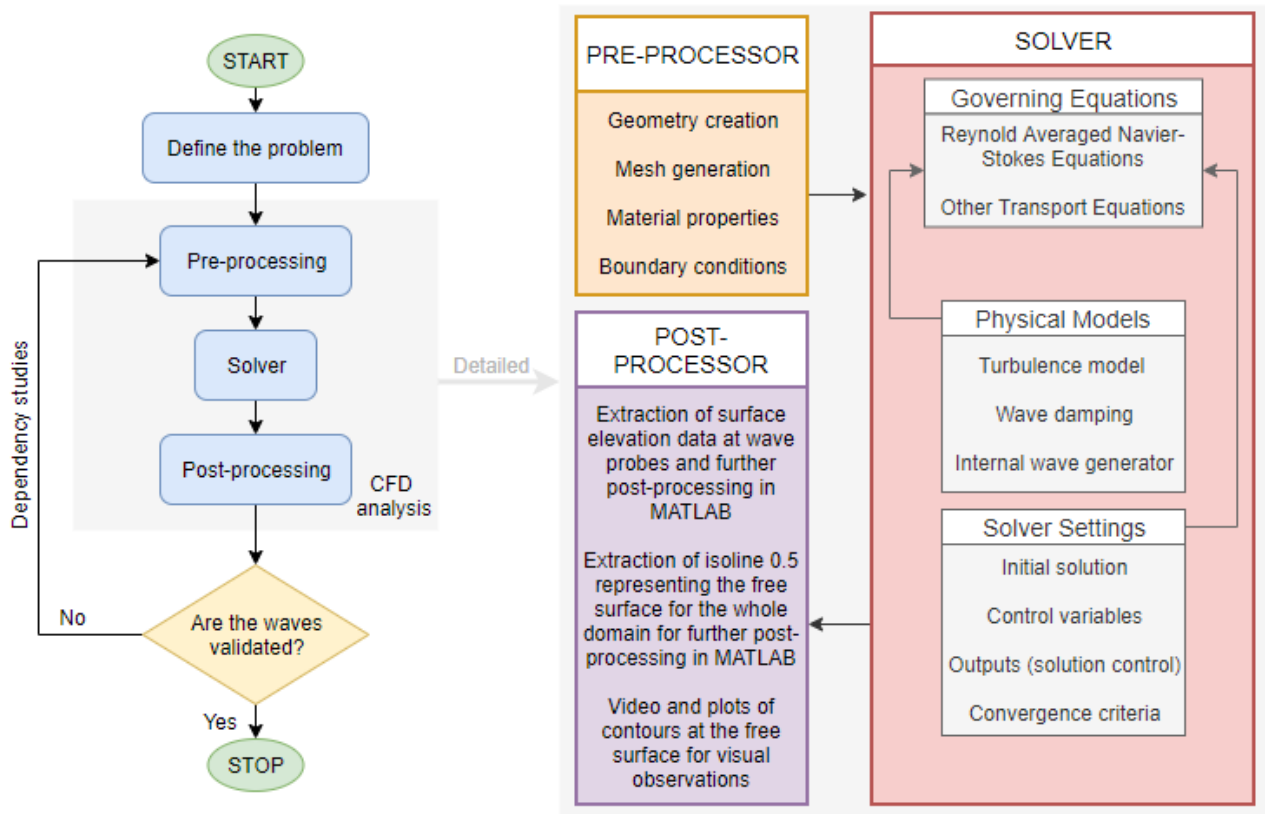 START
Define the problem
Pre-processing
Solver
Post-processing
CFD
analysis
Dependency studies
No
Are the waves
validated?
Yes
STOP
Detailed
PRE-PROCESSOR
Geometry creation
Mesh generation
Material properties
Boundary conditions
POST-
PROCESSOR
Extraction of surface
elevation data at wave
probes and further
post-processing in
MATLAB
Extraction of isoline 0.5
representing the free
surface for the whole
domain for further post-
processing in MATLAB
Video and plots of
contours at the free
surface for visual
observations
SOLVER
Governing Equations
Reynold Averaged Navier-
Stokes Equations
Other Transport Equations
Physical Models
Turbulence model
Wave damping
Internal wave generator
Solver Settings
Initial solution
Control variables
Outputs (solution control)
Convergence criteria